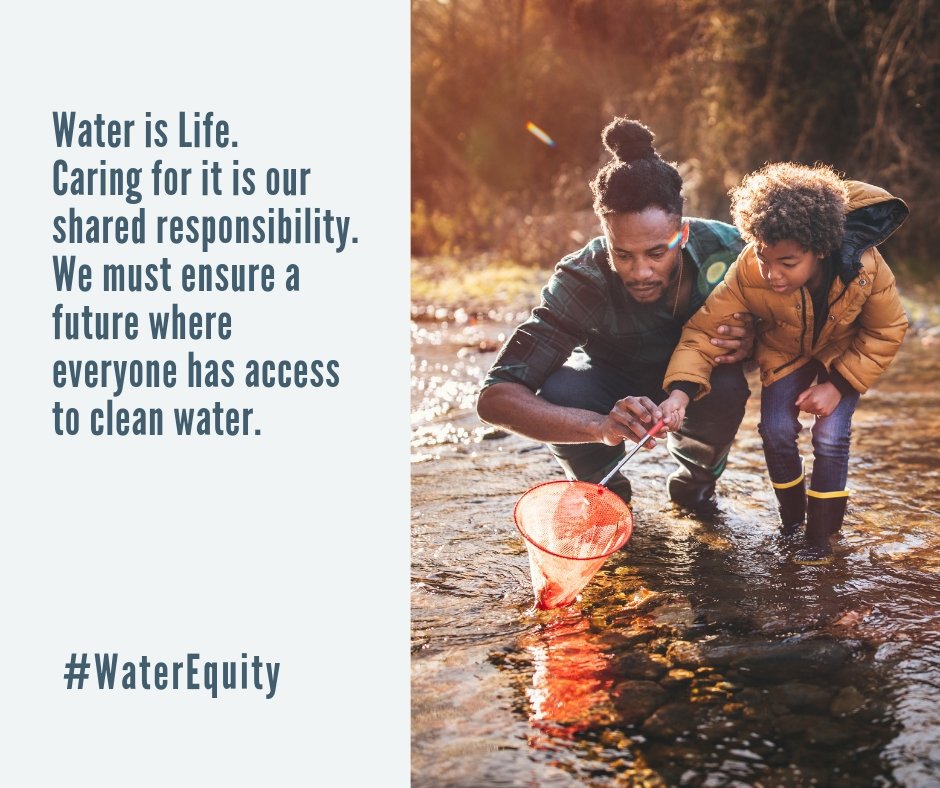 Water is Life.
Caring for it is our
shared responsibility.
We must ensure a
future where
everyone has access
to clean water.
#WaterEquity